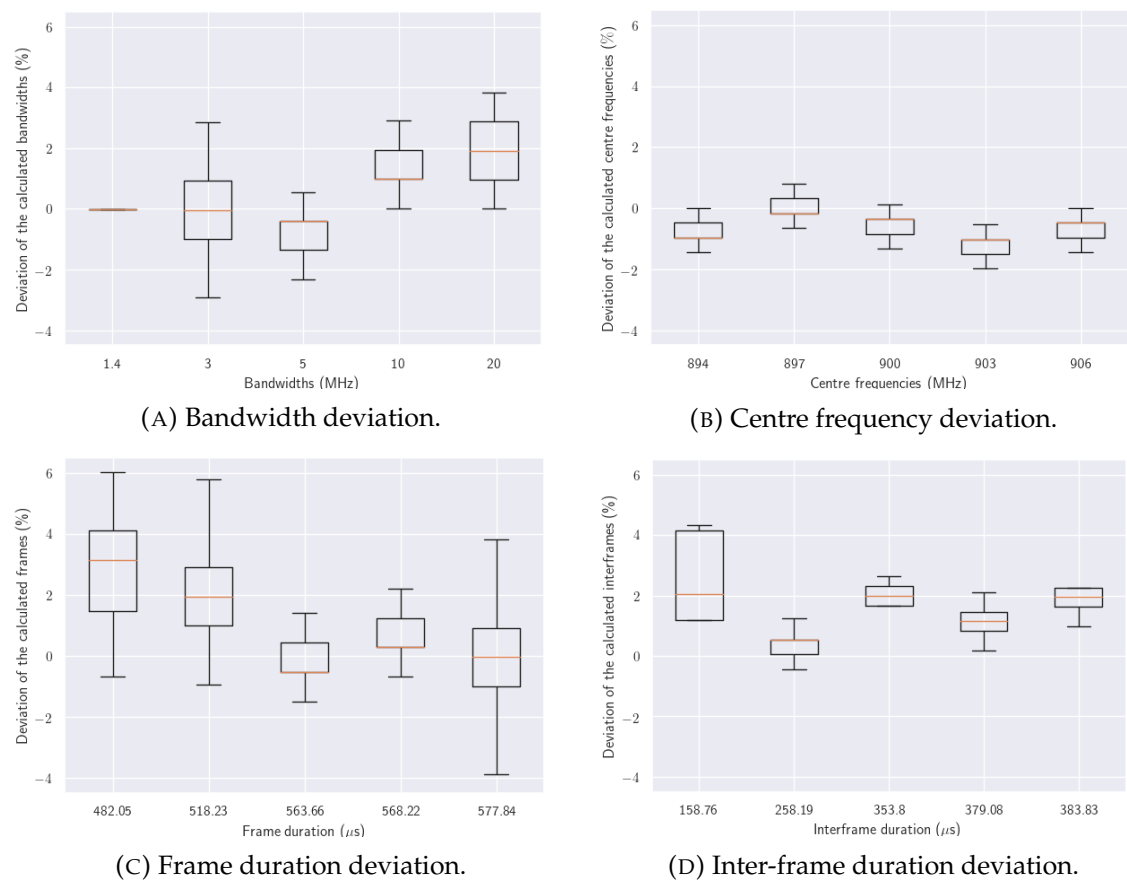 Deviation of the calculated bandwidths (%)
6
4
2
0
−2
−4
1.4 3 5 10 20
Bandwidths (MHz)
(A) Bandwidth deviation.
Deviation of the calculated centre frequencies (%)
6
4
2
0
−2
−4
894 897 900 903 906
Centre frequencies (MHz)
(B) Centre frequency deviation.
Deviation of the calculated frames (%)
6
4
2
0
−2
−4
482.05 518.23 563.66 568.22 577.84
Frame duration (μs)
(C) Frame duration deviation.
Deviation of the calculated interframes (%)
6
4
2
0
−2
−4
158.76 258.19 353.8 379.08 383.83
Interframe duration (μs)
(D) Inter-frame duration deviation.